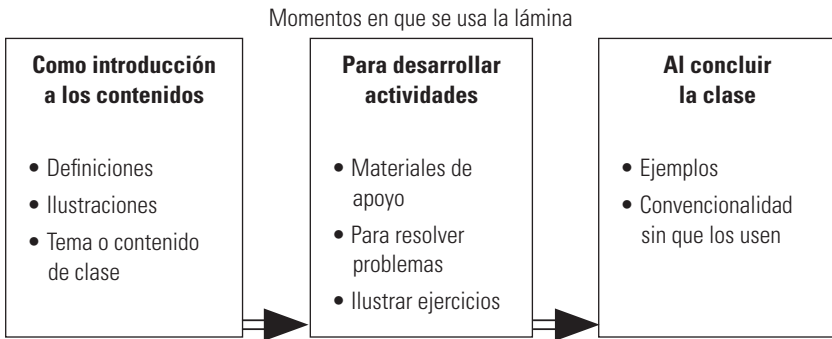 Momentos en que se usa la lámina
Como introducción
a los contenidos
• Definiciones
• Ilustraciones
• Tema o contenido
de clase
Para desarrollar
actividades
• Materiales de
apoyo
• Para resolver
problemas
• Ilustrar ejercicios
Al concluir
la clase
• Ejemplos
• Convencionalidad
sin que los usen